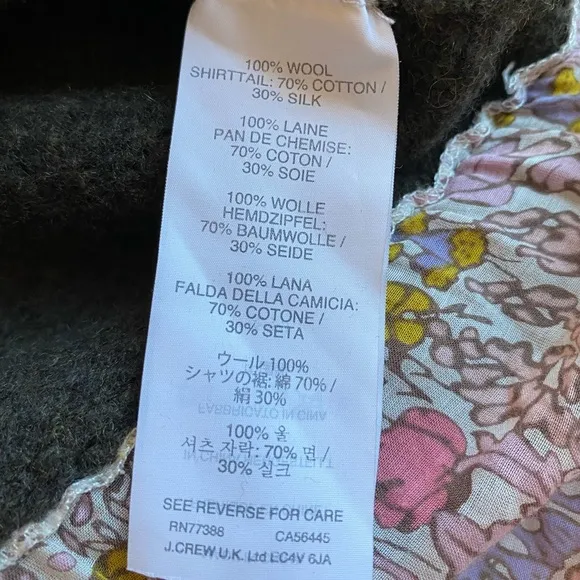 100% WOOL
SHIRTTAIL: 70% COTTON /
30% SILK
100% LAINE
PAN DE CHEMISE:
70% COTON /
30% SOIE
100% WOLLE
HEMDZIPFEL:
70% BAUMWOLLE /
30% SEIDE
100% LANA
FALDA DELLA CAMICIA:
70% COTONE /
30% SETA
ウール 100%
シャツの裾: 綿 70% /
絹 30%
100% 울
셔츠 자락: 70% 면 /
30% 실크
SEE REVERSE FOR CARE
RN77388 CA56445
J.CREW U.K. Ltd EC4V 6JA